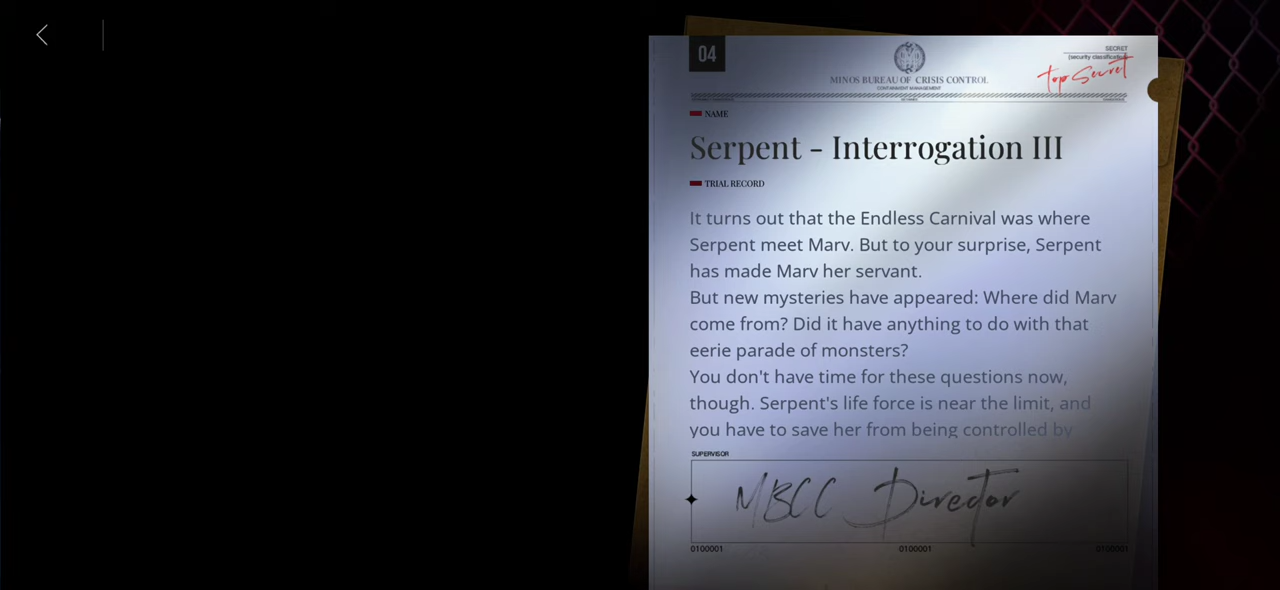 04
SECRET
(security classification)
top Secret
MINOS BUREAU OF CRISIS CONTROL
CONTAINMENT MANAGEMENT
NAME
Serpent - Interrogation III
TRIAL RECORD
It turns out that the Endless Carnival was where
Serpent meet Marv. But to your surprise, Serpent
has made Marv her servant.
But new mysteries have appeared: Where did Marv
come from? Did it have anything to do with that
eerie parade of monsters?
You don't have time for these questions now,
though. Serpent's life force is near the limit, and
you have to save her from being controlled by
SUPERVISOR
MBCC Director
0100001 0100001 0100001